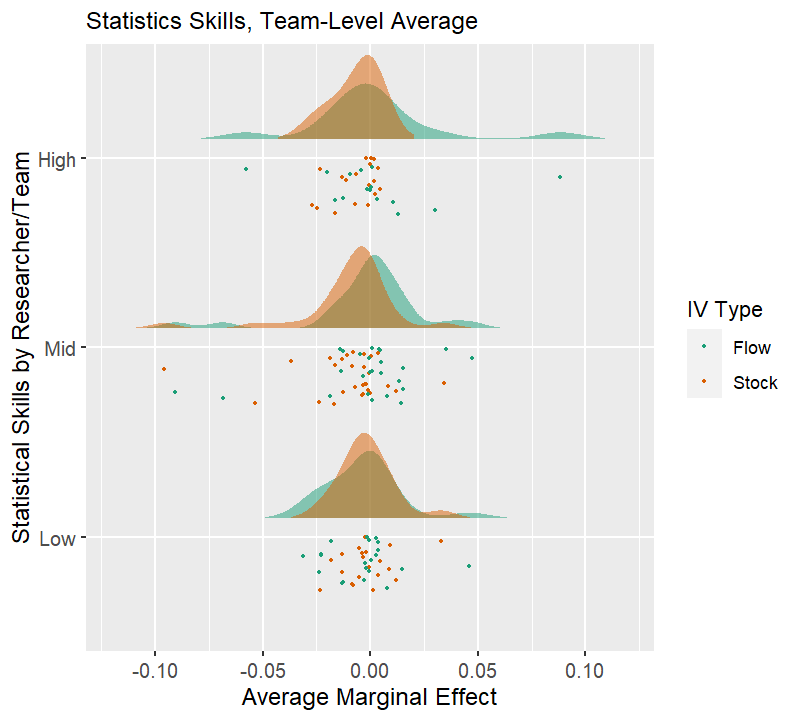 Statistics Skills, Team-Level Average
Statistical Skills by Researcher/Team
High
Mid
Low
-0.10 -0.05 0.00 0.05 0.10
Average Marginal Effect
IV Type
Flow
Stock